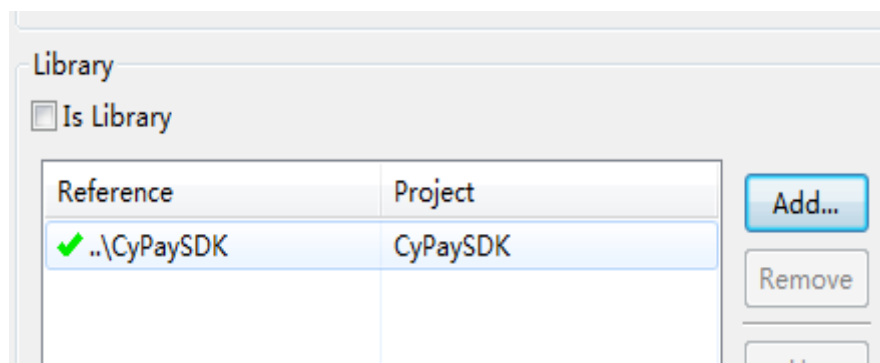 Library
Is Library
Reference Project Add...
..\CyPaySDK CyPaySDK
Remove